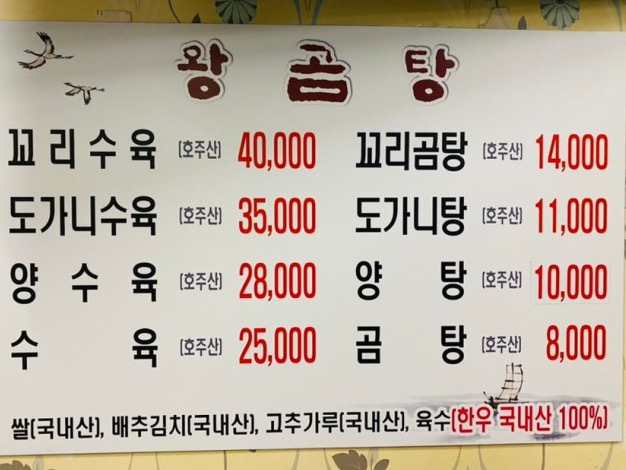 왕곰탕
꼬리수육 (호주산) 40,000 꼬리곰탕 (호주산) 14,000
도가니수육 (호주산) 35,000 도가니탕 (호주산) 11,000
양수육 (호주산) 28,000 양탕 (호주산) 10,000
수육 (호주산) 25,000 곰탕 (호주산) 8,000
쌀(국내산), 배추김치(국내산), 고추가루(국내산), 육수(한우 국내산 100%)